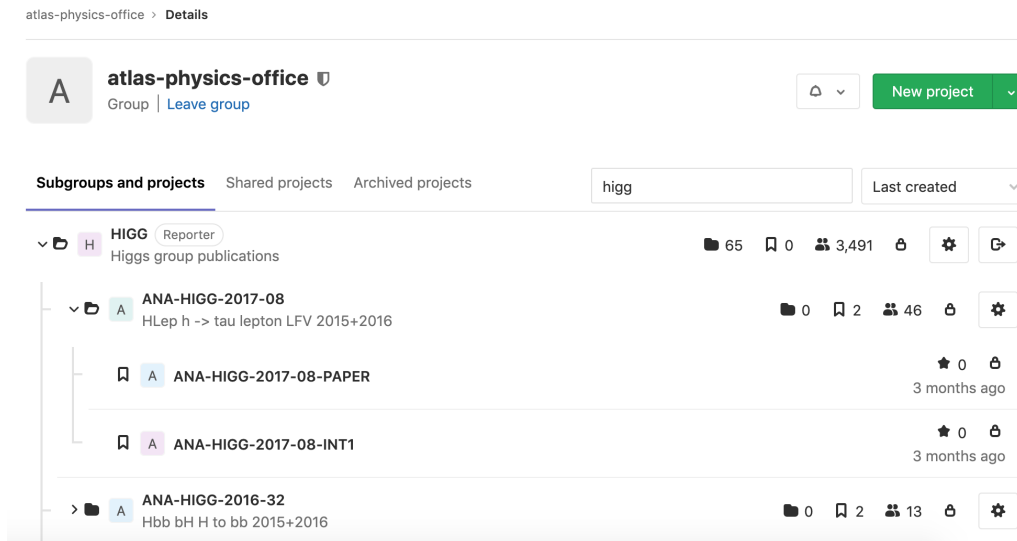 atlas-physics-office › Details
A
atlas-physics-office
Group | Leave group
New project
Subgroups and projects Shared projects Archived projects
higg
Last created
H HIGG Reporter 65 0 3,491
Higgs group publications
A ANA-HIGG-2017-08 0 2 46
HLep h -> tau lepton LFV 2015+2016
A ANA-HIGG-2017-08-PAPER 0
3 months ago
A ANA-HIGG-2017-08-INT1 0
3 months ago
A ANA-HIGG-2016-32 0 2 13
Hbb bH H to bb 2015+2016